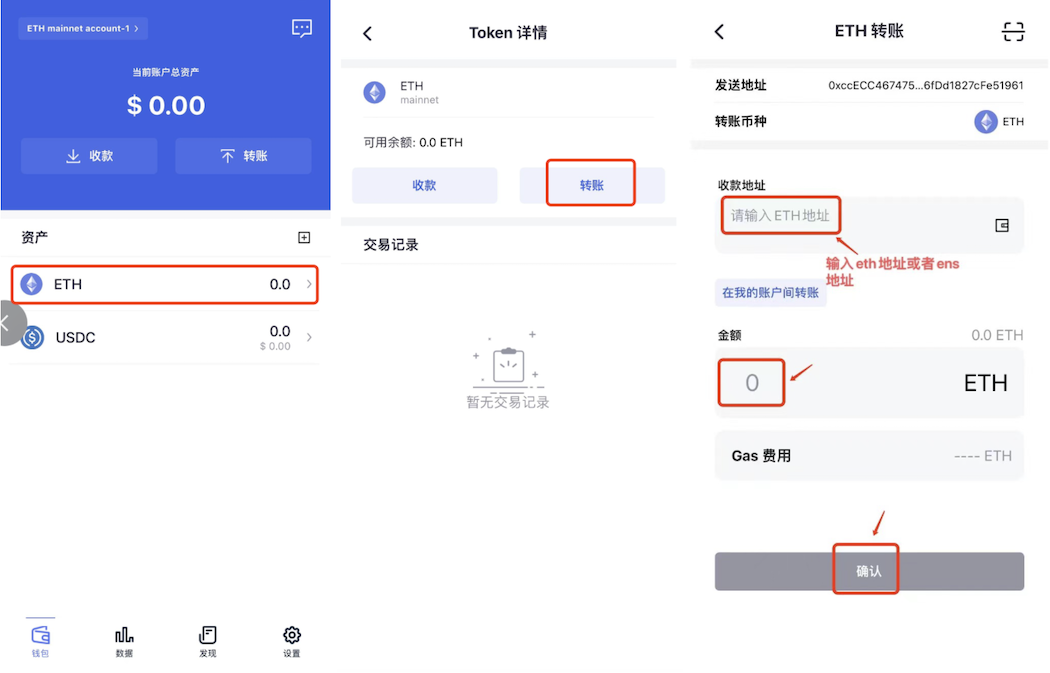 ETH mainnet account-1 >
当前账户总资产
$ 0.00
收款
转账
资产
ETH
0.0
USDC
0.0
$ 0.00
钱包
数据
发现
设置
Token 详情
ETH
mainnet
可用余额: 0.0 ETH
收款
转账
交易记录
暂无交易记录
ETH 转账
发送地址
0xccECC467475...6fDd1827cFe51961
转账币种
ETH
收款地址
请输入 ETH 地址
输入 eth 地址或者 ens
地址
在我的账户间转账
金额
0.0 ETH
0
ETH
Gas 费用
---- ETH
确认